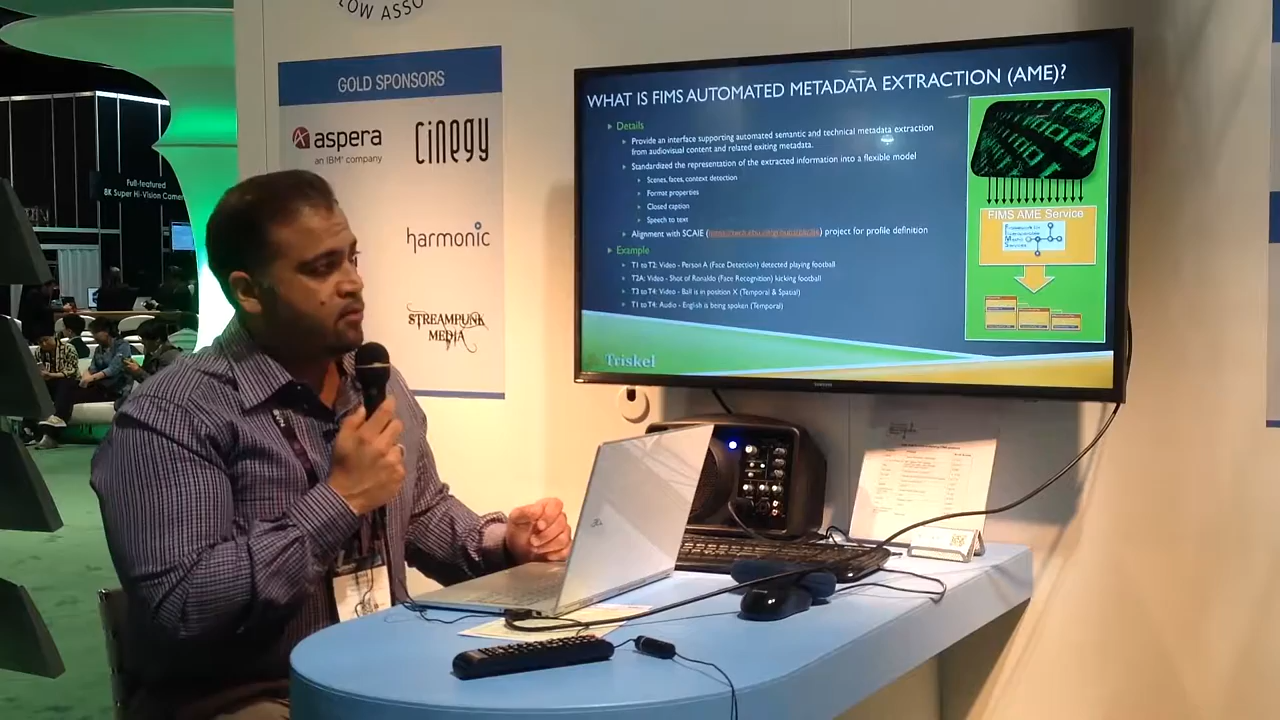 LOW ASSO
GOLD SPONSORS
aspera
an IBM® company
cinegy
harmonic
STREAMPUNK
MEDIA
Full-featured
8K Super Hi-Vision Camer
WHAT IS FIMS AUTOMATED METADATA EXTRACTION (AME)?
Details
Provide an interface supporting automated semantic and technical metadata extraction
from audiovisual content and related exiting metadata.
Standardized the representation of the extracted information into a flexible model
Scenes, faces, context detection
Format properties
Closed caption
Speech to text
Alignment with SCAIE (
) project for profile definition
Example
T1 to T2: Video - Person A (Face Detection) detected playing football
T2A: Video - Shot of Ronaldo (Face Recognition) kicking football
T3 to T4: Video - Ball is in position X (Temporal & Spatial)
T1 to T4: Audio - English is being spoken (Temporal)
FIMS AME Service
Triskel
SAMSUNG